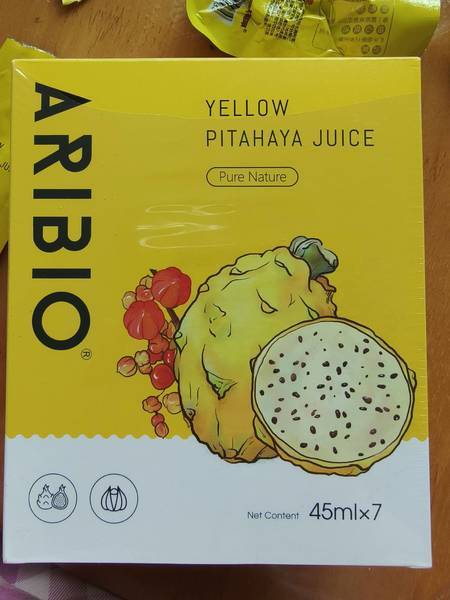 ARIBIO®
YELLOW
PITAHAYA JUICE
Pure Nature
Net Content 45ml×7